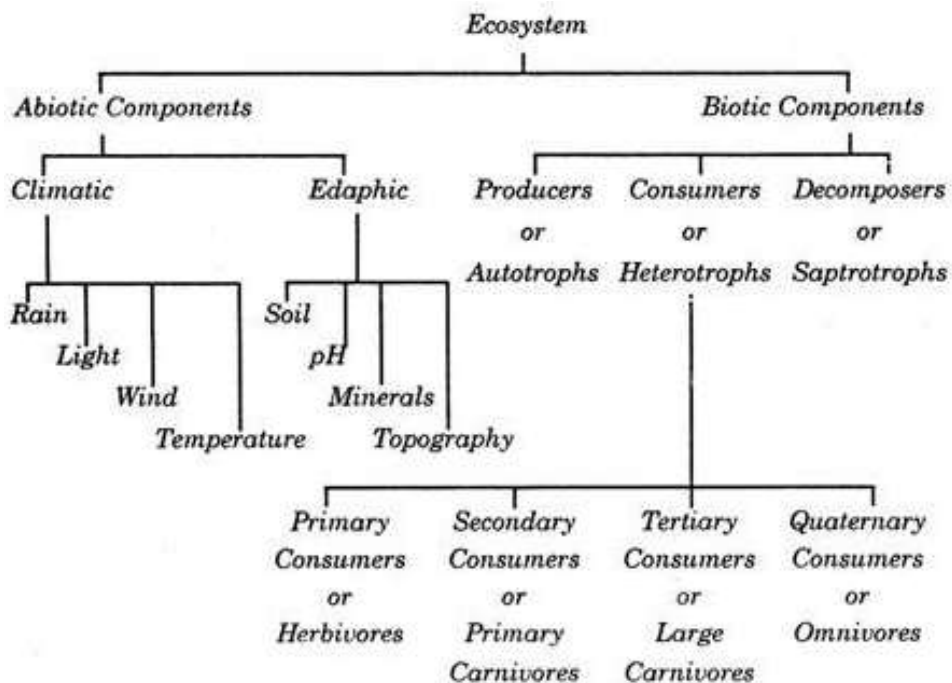 Ecosystem
Abiotic Components Biotic Components
Climatic Edaphic Producers Consumers Decomposers
or or or
Autotrophs Heterotrophs Saptrotrophs
Rain Soil
Light pH
Wind Minerals
Temperature Topography
Primary Secondary Tertiary Quaternary
Consumers Consumers Consumers Consumers
or or or or
Herbivores Primary Large Omnivores
Carnivores Carnivores